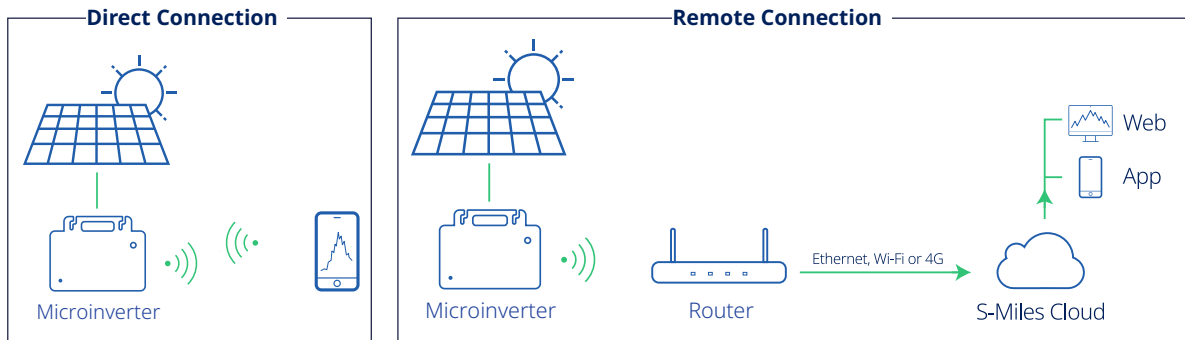 Direct Connection
Microinverter
Remote Connection
Microinverter
Router
Ethernet, Wi-Fi or 4G
S-Miles Cloud
Web
App